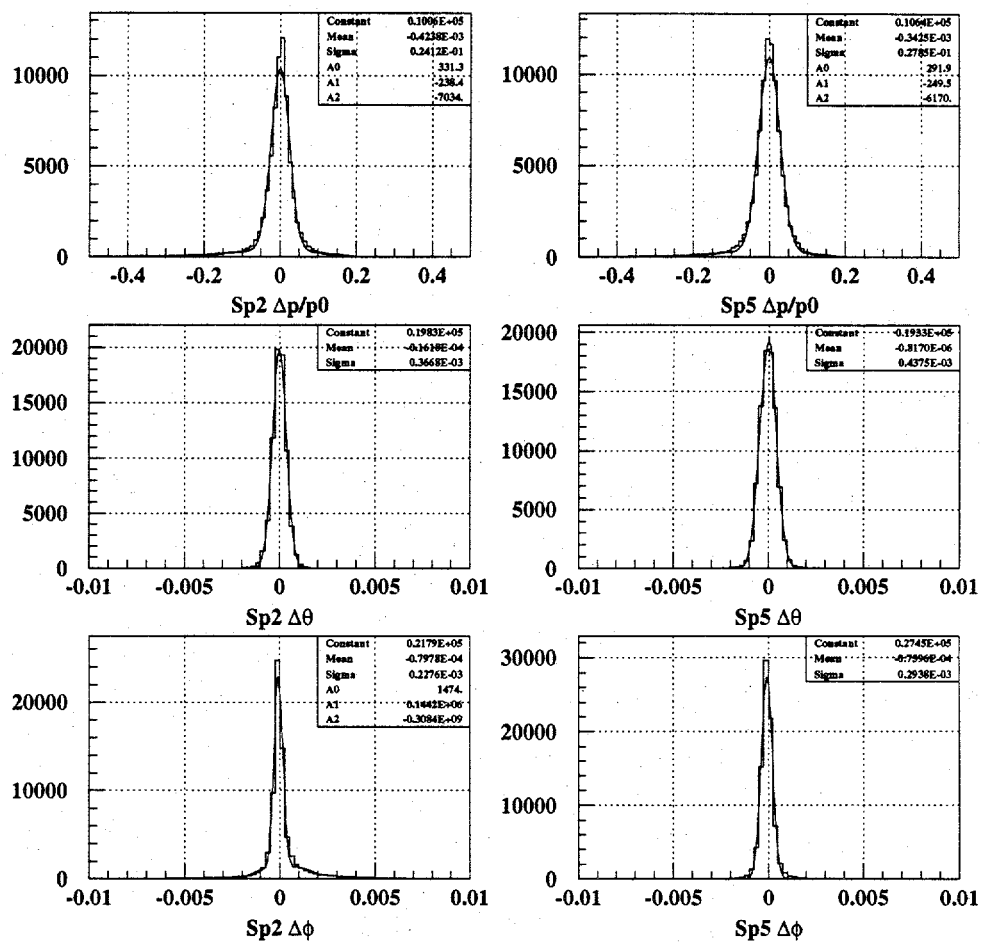 Constant 0.1006E+05
Mean -0.4238E-03
Sigma 0.2412E-01
A0 331.3
A1 -238.4
A2 -7034.
10000
5000
0
-0.4 -0.2 0 0.2 0.4
Sp2 Δp/p0
Constant 0.1064E+05
Mean -0.3425E-03
Sigma 0.2785E-01
A0 291.9
A1 -249.5
A2 -6170.
10000
5000
0
-0.4 -0.2 0 0.2 0.4
Sp5 Δp/p0
Constant 0.1983E+05
Mean -0.1618E-04
Sigma 0.3668E-03
20000
15000
10000
5000
0
-0.01 -0.005 0 0.005 0.01
Sp2 Δθ
Constant 0.1933E+05
Mean -0.8170E-06
Sigma 0.4375E-03
20000
15000
10000
5000
0
-0.01 -0.005 0 0.005 0.01
Sp5 Δθ
Constant 0.2179E+05
Mean -0.7978E-04
Sigma 0.2276E-03
A0 1474.
A1 0.1442E+06
A2 -0.3084E+09
20000
10000
0
-0.01 -0.005 0 0.005 0.01
Sp2 Δϕ
Constant 0.2745E+05
Mean -0.7596E-04
Sigma 0.2938E-03
30000
20000
10000
0
-0.01 -0.005 0 0.005 0.01
Sp5 Δϕ